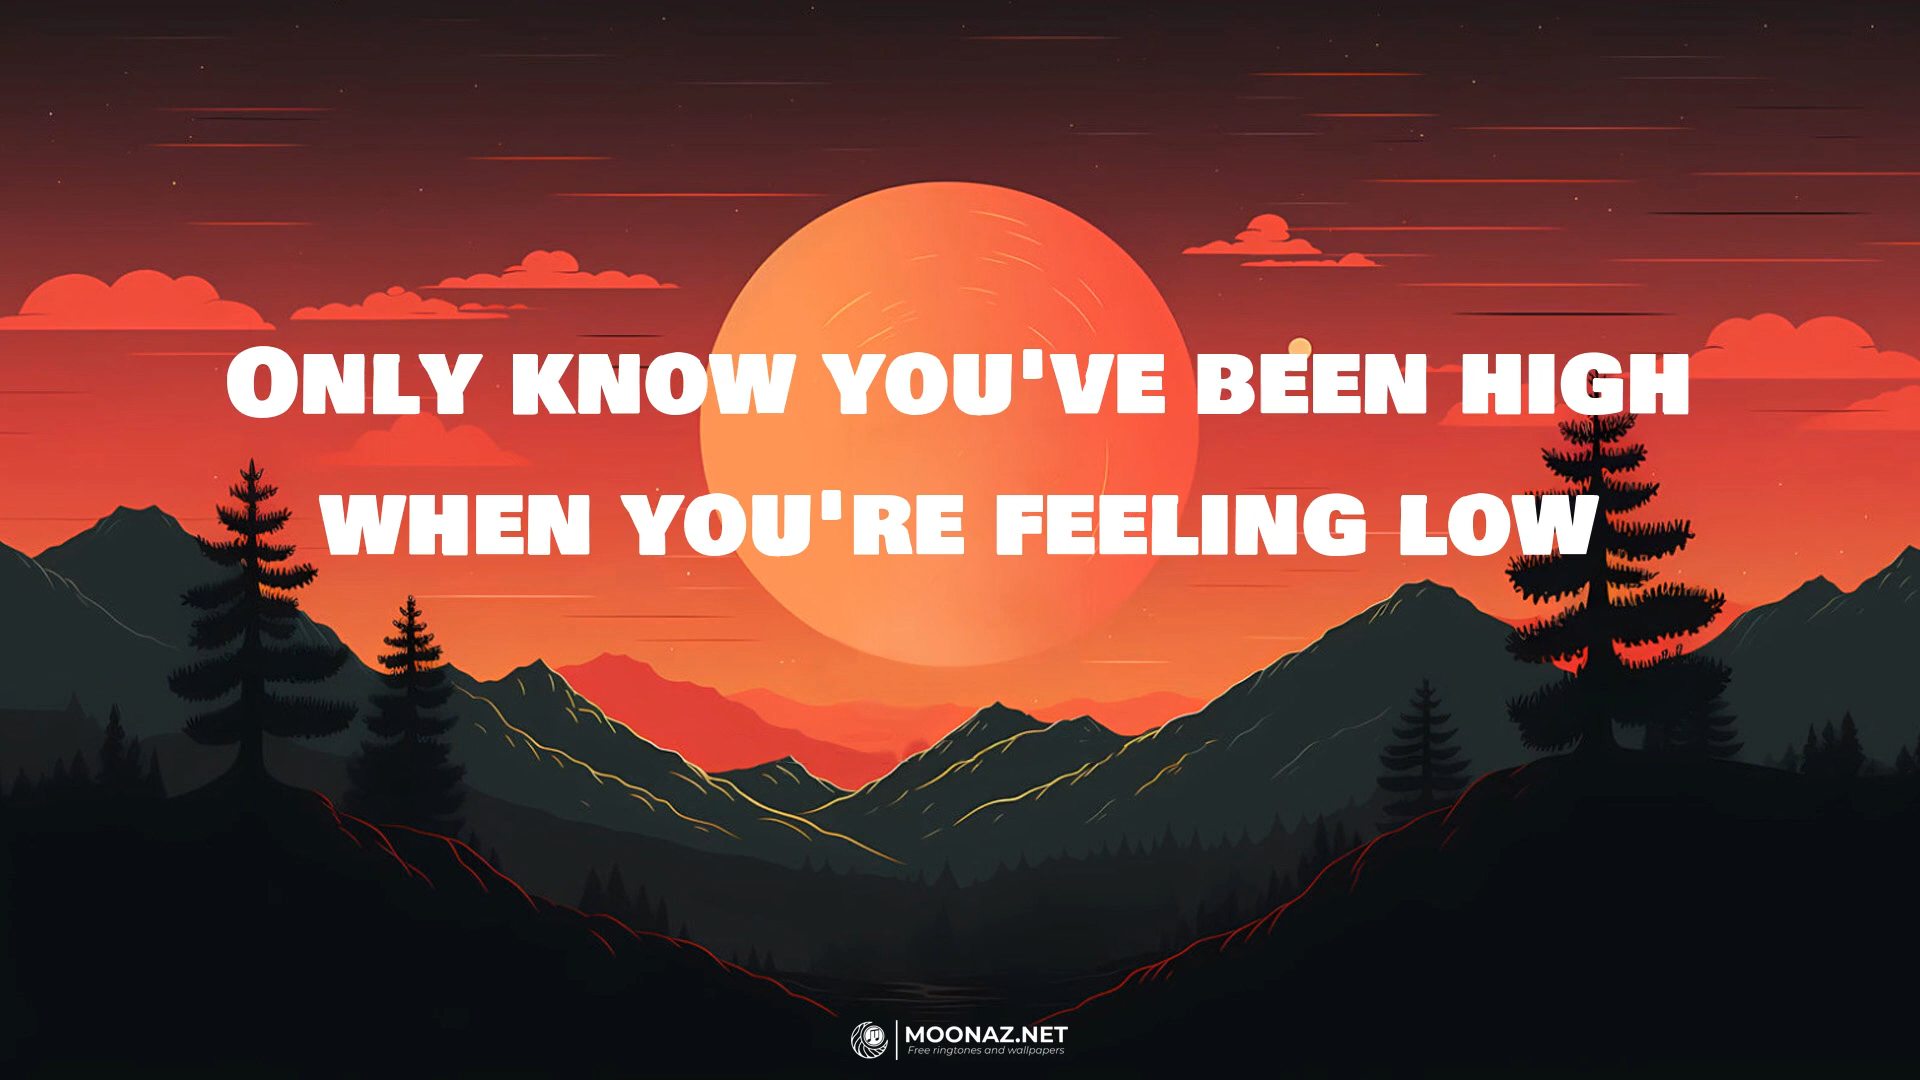 Only know you've been high
when you're feeling low
MOONAZ.NET
Free ringtones and wallpapers